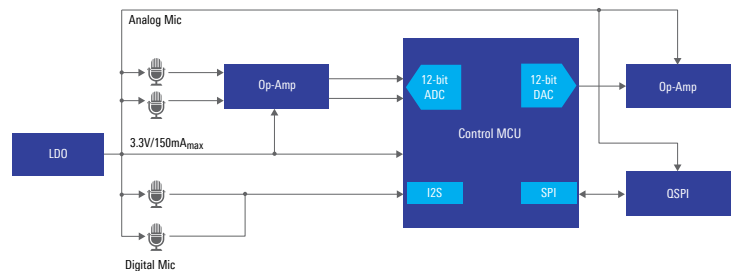 Analog Mic
Op-Amp
12-bit
ADC
12-bit
DAC
Op-Amp
Control MCU
LDO
3.3V/150mAmax
I2S
SPI
QSPI
Digital Mic